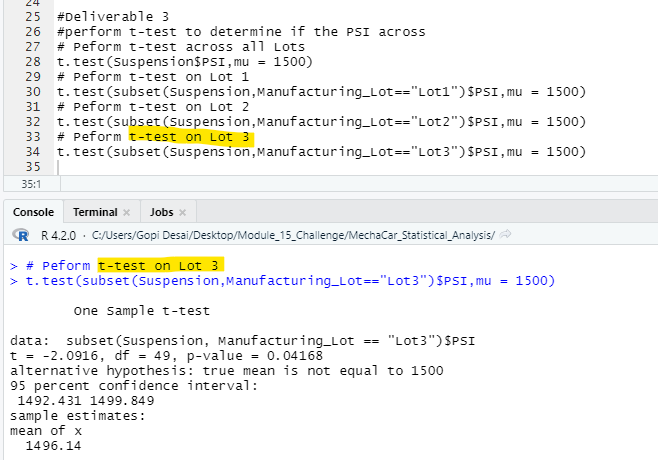 24
25 #Deliverable 3
26 #perform t-test to determine if the PSI across
27 # Peform t-test across all Lots
28 t.test(Suspension$PSI,mu = 1500)
29 # Peform t-test on Lot 1
30 t.test(subset(Suspension,Manufacturing_Lot=="Lot1")$PSI,mu = 1500)
31 # Peform t-test on Lot 2
32 t.test(subset(Suspension,Manufacturing_Lot=="Lot2")$PSI,mu = 1500)
33 # Peform t-test on Lot 3
34 t.test(subset(Suspension,Manufacturing_Lot=="Lot3")$PSI,mu = 1500)
35
35:1
Console Terminal × Jobs ×
R R 4.2.0 · C:/Users/Gopi Desai/Desktop/Module_15_Challenge/MechaCar_Statistical_Analysis/
> # Peform t-test on Lot 3
> t.test(subset(Suspension,Manufacturing_Lot=="Lot3")$PSI,mu = 1500)
One Sample t-test
data:  subset(Suspension, Manufacturing_Lot == "Lot3")$PSI
t = -2.0916, df = 49, p-value = 0.04168
alternative hypothesis: true mean is not equal to 1500
95 percent confidence interval:
1492.431 1499.849
sample estimates:
mean of x
1496.14